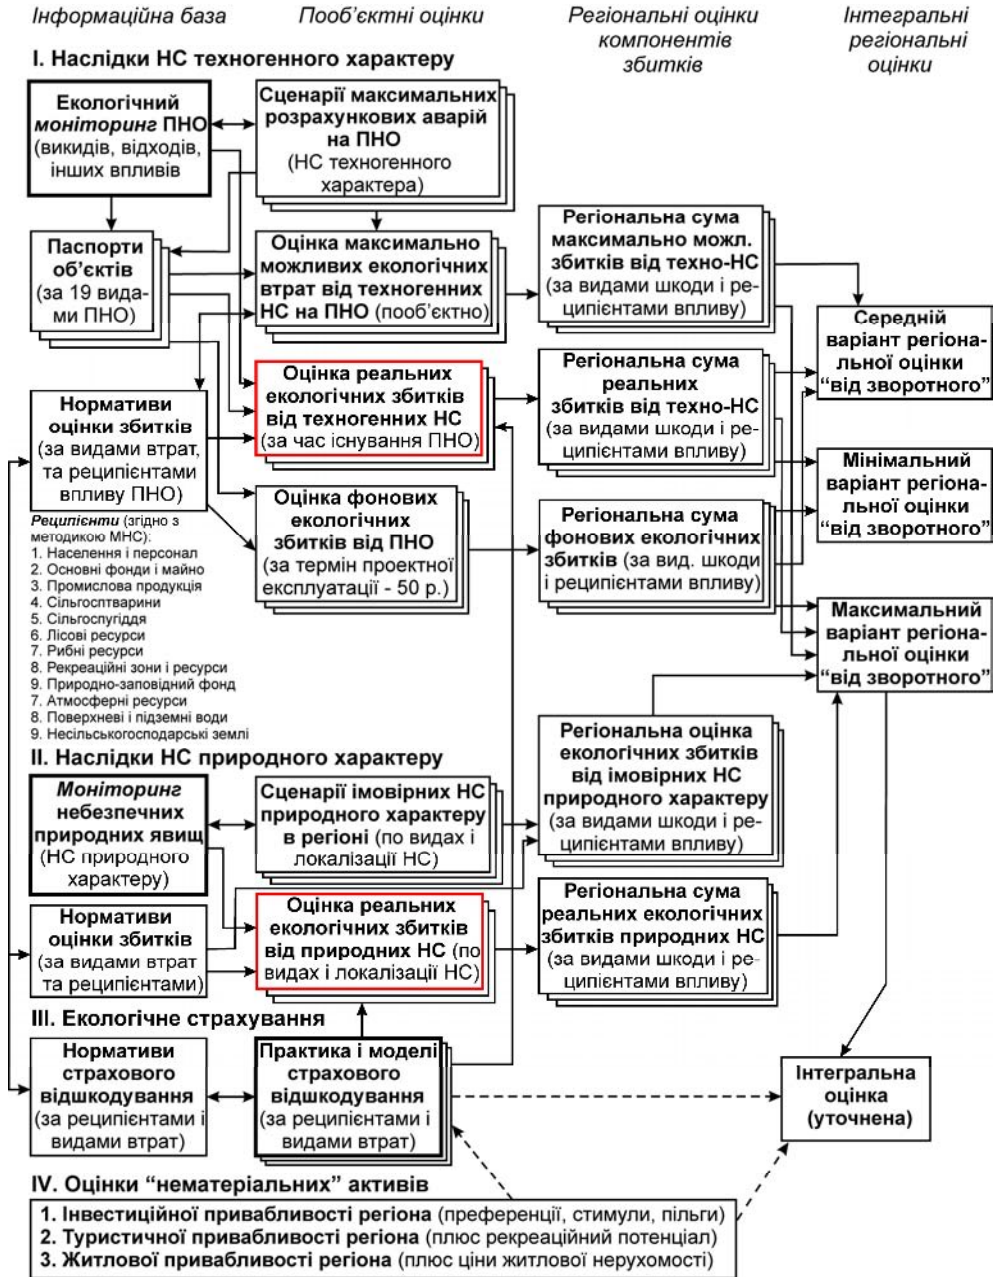 Інформаційна база
Пооб’єктні оцінки
Регіональні оцінки
компонентів
збитків
Інтегральні
регіональні
оцінки
I. Наслідки НС техногенного характеру
Екологічний
моніторинг ПНО
(викидів, відходів,
інших впливів
Сценарії максимальних
розрахункових аварій
на ПНО
(НС техногенного
характера)
Паспорти
об’єктів
(за 19 вида-
ми ПНО)
Оцінка максимально
можливих екологічних
втрат від техногенних
НС на ПНО (пооб’єктно)
Регіональна сума
максимально можл.
збитків від техно-НС
(за видами шкоди і ре-
ципієнтами впливу)
Середній
варіант регіона-
льної оцінки
“від зворотного”
Нормативи
оцінки збитків
(за видами втрат,
та реципієнтами
впливу ПНО)
Оцінка реальних
екологічних збитків
від техногенних НС
(за час існування ПНО)
Регіональна сума
реальних
збитків від техно-НС
(за видами шкоди і ре-
ципієнтами впливу)
Мінімальний
варіант регіона-
льної оцінки
“від зворотного”
Оцінка фонових
екологічних
збитків від ПНО
(за термін проектної
експлуатації - 50 р.)
Регіональна сума
фонових екологічних
збитків (за вид. шкоди
і реципієнтами впливу)
Максимальний
варіант регіона-
льної оцінки
“від зворотного”
Реципієнти (згідно з
методикою МНС):
1. Населення і персонал
2. Основні фонди і майно
3. Промислова продукція
4. Сільгосптварини
5. Сільгоспугіддя
6. Лісові ресурси
7. Рибні ресурси
8. Рекреаційні зони і ресурси
9. Природно-заповідний фонд
7. Атмосферні ресурси
8. Поверхневі і підземні води
9. Несільськогосподарські землі
II. Наслідки НС природного характеру
Моніторинг
небезпечних
природних явищ
(НС природного
характеру)
Сценарії імовірних НС
природного характеру
в регіоні (по видах і
локалізації НС)
Регіональна оцінка
екологічних збитків
від імовірних НС
природного характеру
(за видами шкоди і ре-
ципієнтами впливу)
Нормативи
оцінки збитків
(за видами втрат
та реципієнтами)
Оцінка реальних
екологічних збитків
від природних НС (по
видах і локалізації НС)
Регіональна сума
реальних екологічних
збитків природних НС
(за видами шкоди і ре-
ципієнтами впливу)
III. Екологічне страхування
Нормативи
страхового
відшкодування
(за реципієнтами і
видами втрат)
Практика і моделі
страхового
відшкодування
(за реципієнтами і
видами втрат)
Інтегральна
оцінка
(уточнена)
IV. Оцінки “нематеріальних” активів
1. Інвестиційної привабливості регіона (преференції, стимули, пільги)
2. Туристичної привабливості регіона (плюс рекреаційний потенціал)
3. Житлової привабливості регіона (плюс ціни житлової нерухомості)